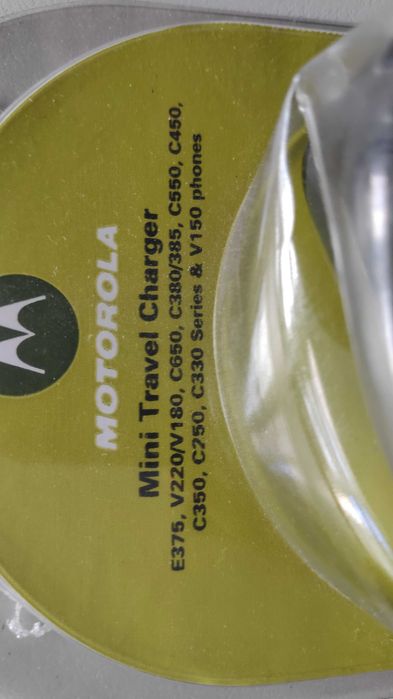 MOTOROLA
Mini Travel Charger
E375, V220/V180, C650, C380/385, C550, C450,
C350, C250, C330 Series & V150 phones